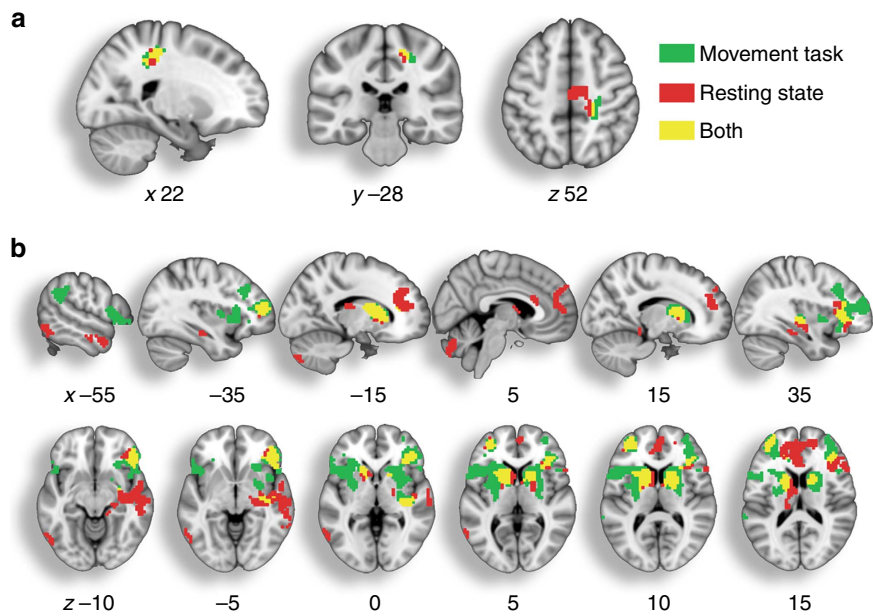 a
Movement task
Resting state
Both
x 22
y –28
z 52
b
x –55
–35
–15
5
15
35
z –10
–5
0
5
10
15